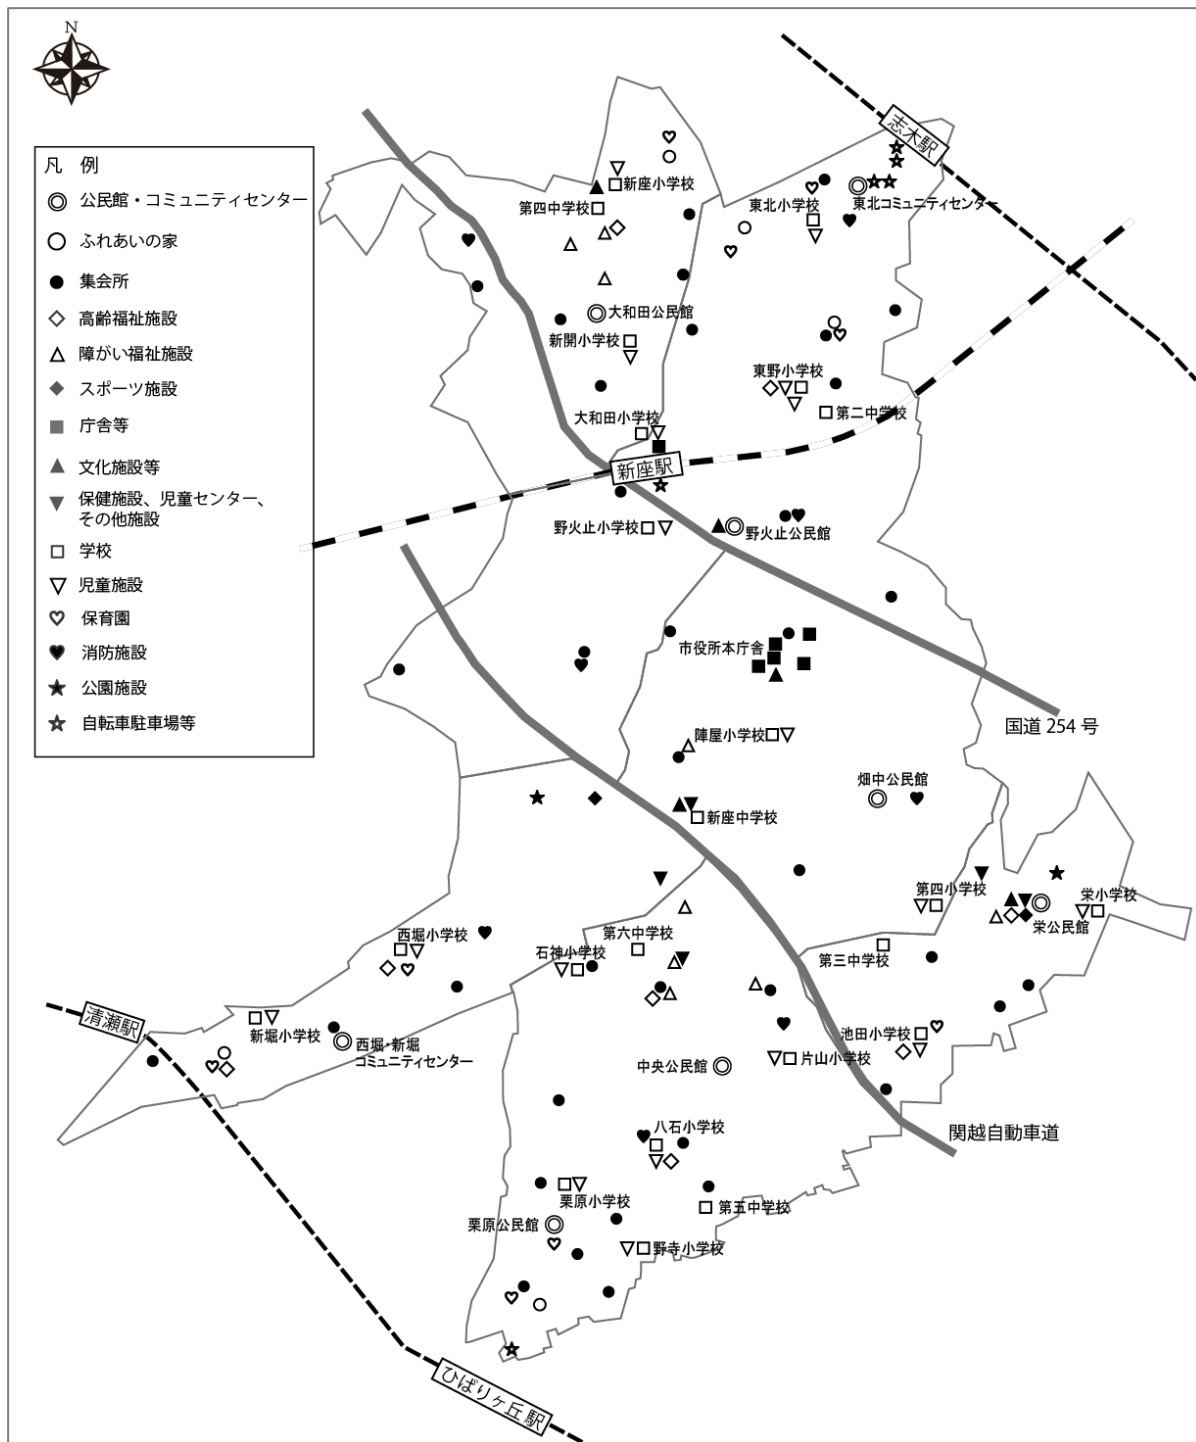 N
凡 例
公民館・コミュニティセンター
ふれあいの家
集会所
高齢福祉施設
障がい福祉施設
スポーツ施設
庁舎等
文化施設等
保健施設、児童センター、
その他施設
学校
児童施設
保育園
消防施設
公園施設
自転車駐車場等
志木駅
新座小学校
第四中学校
東北小学校
東北コミュニティセンター
大和田公民館
新開小学校
東野小学校
第二中学校
大和田小学校
新座駅
野火止小学校
野火止公民館
市役所本庁舎
国道 254 号
陣屋小学校
畑中公民館
新座中学校
第四小学校
栄小学校
栄公民館
西堀小学校
第六中学校
石神小学校
第三中学校
清瀬駅
新堀小学校
西堀・新堀
コミュニティセンター
池田小学校
中央公民館
片山小学校
八石小学校
関越自動車道
栗原小学校
第五中学校
栗原公民館
野寺小学校
ひばりヶ丘駅